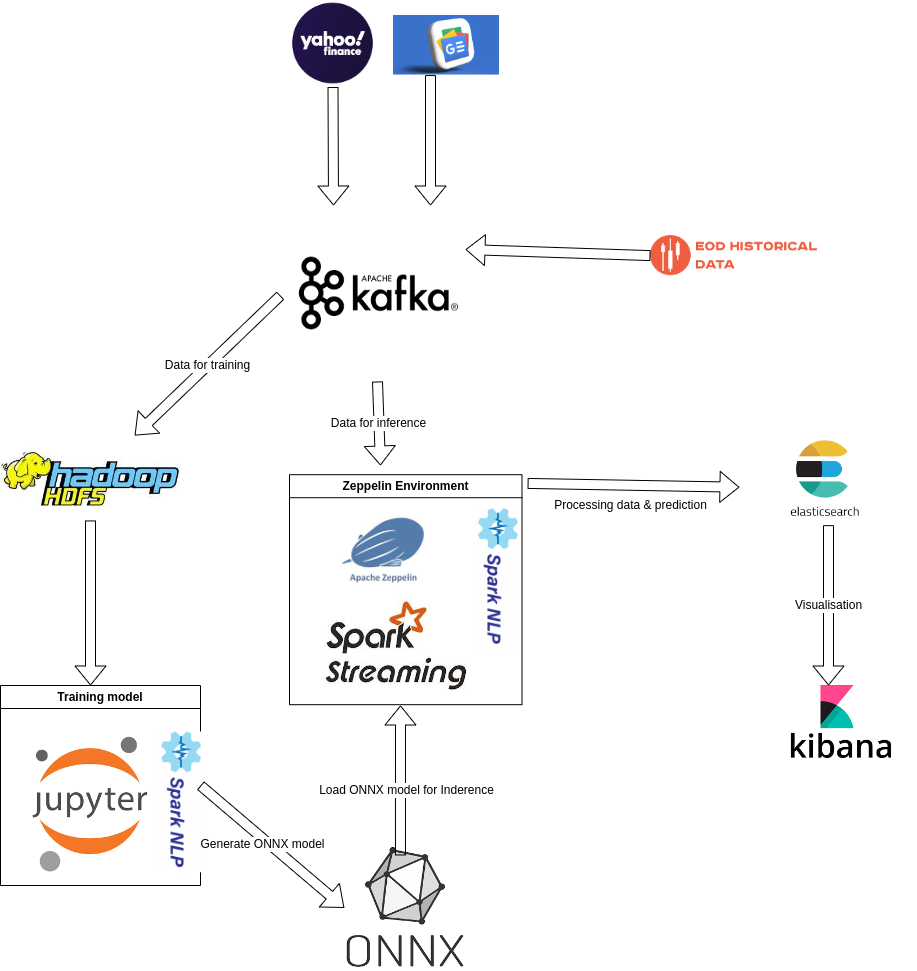 yahoo!
finance
GE
EOD HISTORICAL
DATA
APACHE
kafka®
Data for training
Data for inference
hadoop
HDFS
Zeppelin Environment
Processing data & prediction
elasticsearch
Apache Zeppelin
Spark NLP
Spark
Streaming
Visualisation
Training model
kibana
jupyter
Spark NLP
Load ONNX model for Inderence
Generate ONNX model
ONNX